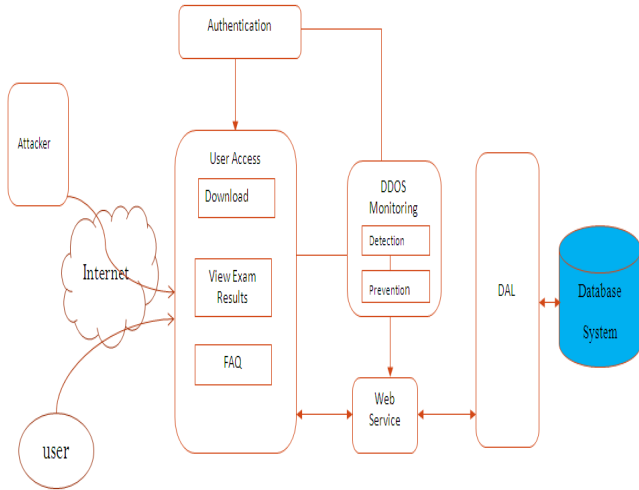 Authentication
Attacker
User Access
Download
DDOS
Monitoring
Detection
Prevention
Internet
View Exam
Results
FAQ
DAL
Database
System
Web
Service
user